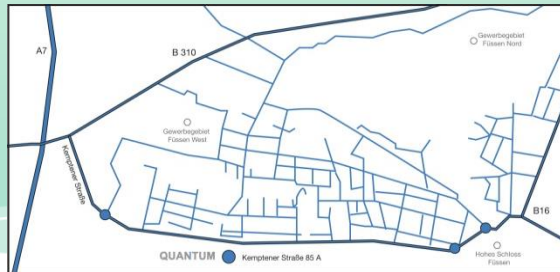 A7
B 310
Gewerbegebiet
Füssen Nord
Gewerbegebiet
Füssen West
Kemptener Straße
B16
QUANTUM Kemptener Straße 85 A
Hohes Schloss
Füssen